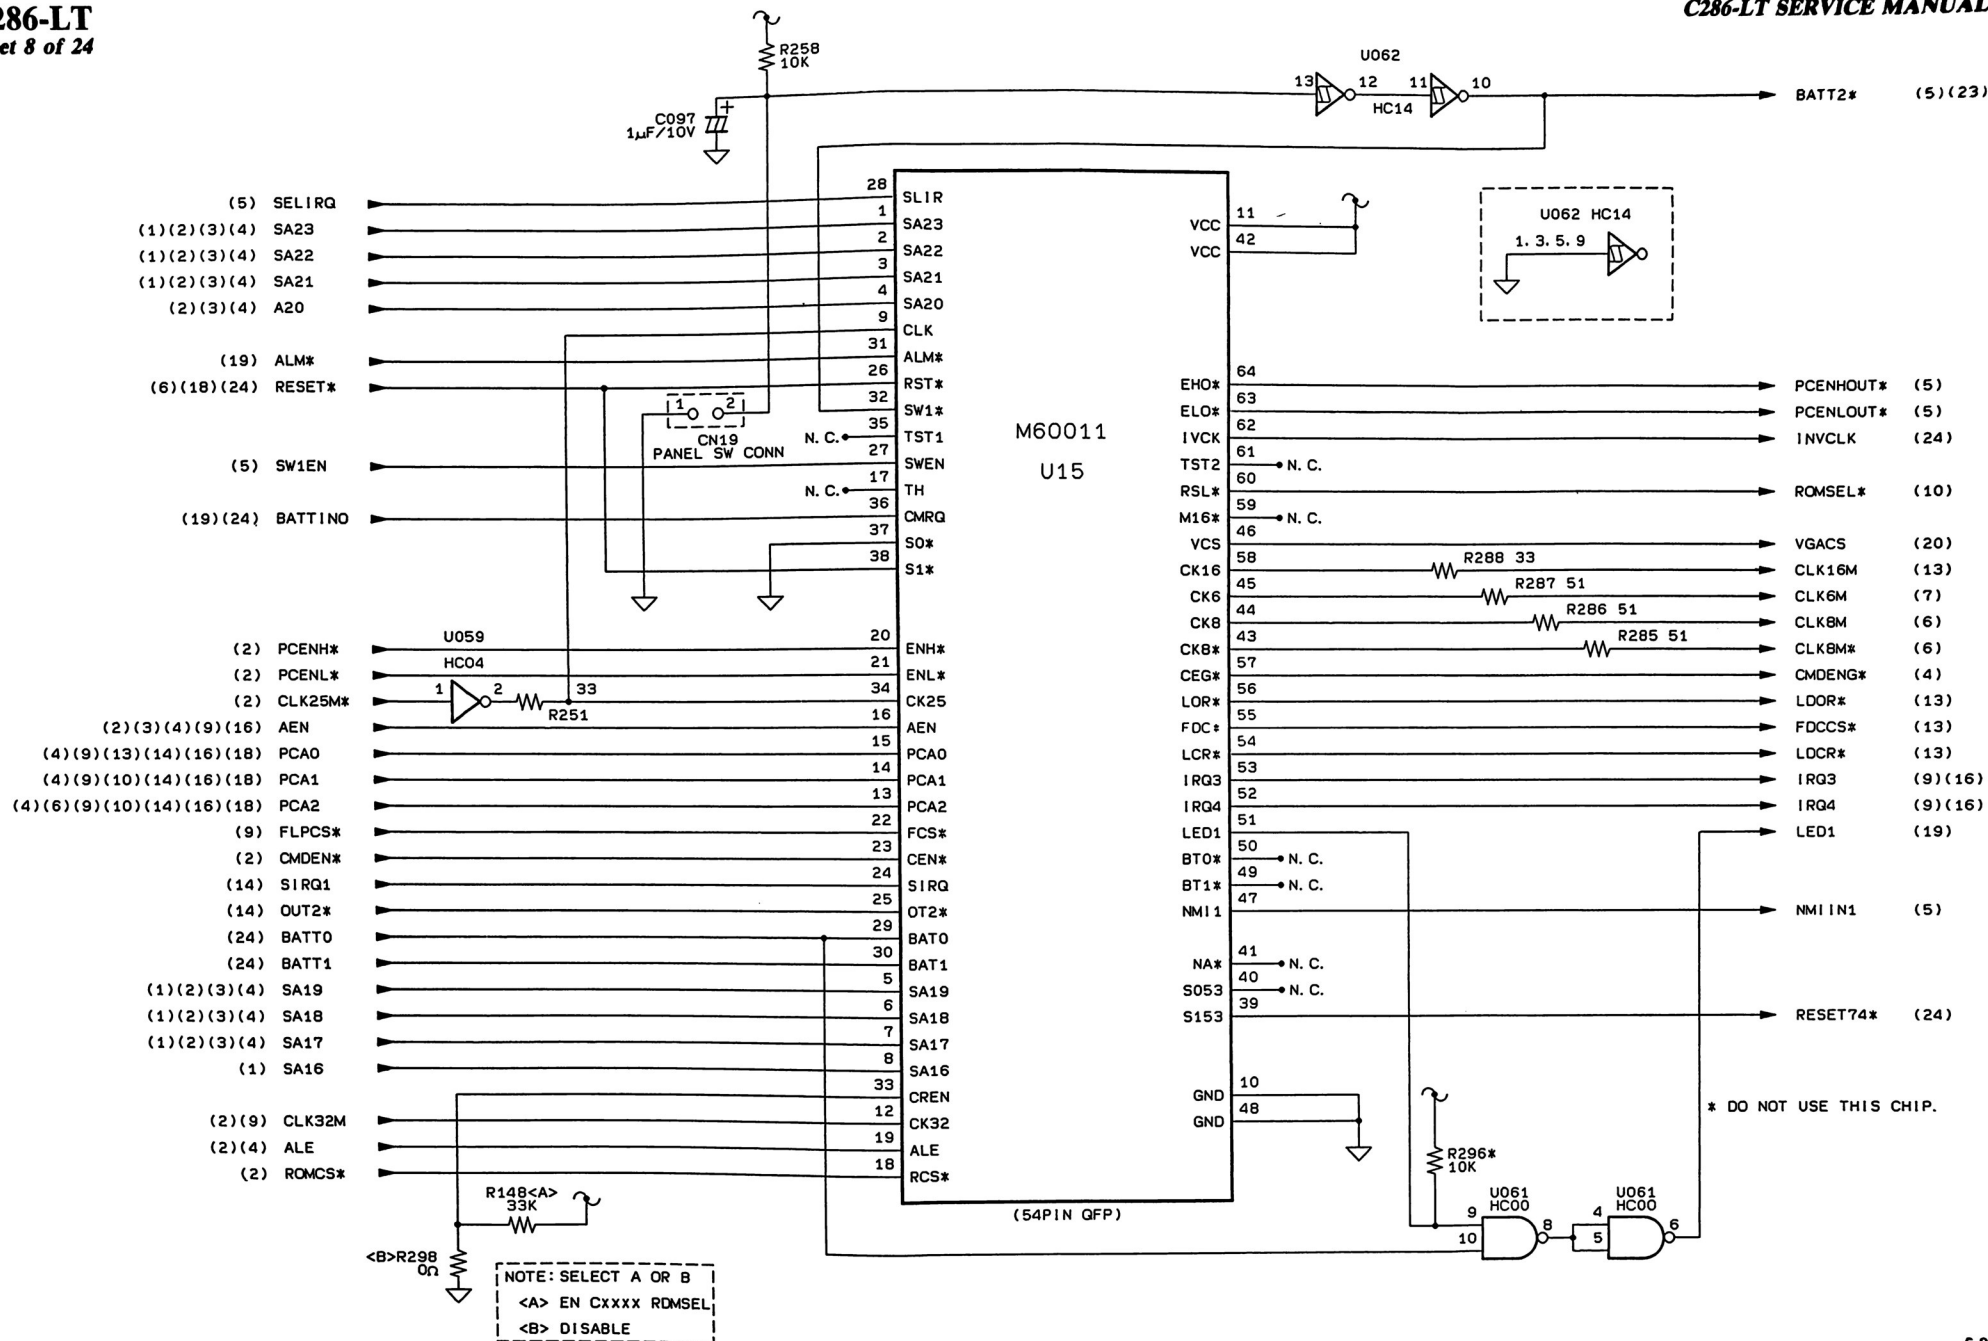 286-LT
et 8 of 24
C286-LT SERVICE MANUAL
R258
10K
C097
1µF/10V
+
U062
13
12
11
10
HC14
BATT2* (5)(23)
(5) SELIRQ 28 SLIR
(1)(2)(3)(4) SA23 1 SA23
(1)(2)(3)(4) SA22 2 SA22
(1)(2)(3)(4) SA21 3 SA21
(2)(3)(4) A20 4 SA20
9 CLK
(19) ALM* 31 ALM*
(6)(18)(24) RESET* 26 RST*
32 SW1*
1 2
CN19
PANEL SW CONN
N.C. 35 TST1
(5) SW1EN 27 SWEN
N.C. 17 TH
(19)(24) BATTINO 36 CMRQ
37 S0*
38 S1*
(2) PCENH* 20 ENH*
(2) PCENL* 21 ENL*
U059
HC04
(2) CLK25M* 1 2 33 34 CK25
R251
(2)(3)(4)(9)(16) AEN 16 AEN
(4)(9)(13)(14)(16)(18) PCA0 15 PCA0
(4)(9)(10)(14)(16)(18) PCA1 14 PCA1
(4)(6)(9)(10)(14)(16)(18) PCA2 13 PCA2
(9) FLPCS* 22 FCS*
(2) CMDEN* 23 CEN*
(14) SIRQ1 24 SIRQ
(14) OUT2* 25 OT2*
(24) BATT0 29 BAT0
(24) BATT1 30 BAT1
(1)(2)(3)(4) SA19 5 SA19
(1)(2)(3)(4) SA18 6 SA18
(1)(2)(3)(4) SA17 7 SA17
(1) SA16 8 SA16
33 CREN
(2)(9) CLK32M 12 CK32
(2)(4) ALE 19 ALE
(2) ROMCS* 18 RCS*
R148<A>
33K
<B>R298
0Ω
NOTE: SELECT A OR B
<A> EN CXXXX ROMSEL
<B> DISABLE
M60011
U15
(54PIN QFP)
VCC 11
VCC 42
U062 HC14
1. 3. 5. 9
EHO* 64 PCENHOUT* (5)
ELO* 63 PCENLOUT* (5)
IVCK 62 INVCLK (24)
TST2 61 N.C.
RSL* 60 ROMSEL* (10)
M16* 59 N.C.
VCS 46 VGACS (20)
CK16 58 R288 33 CLK16M (13)
CK6 45 R287 51 CLK6M (7)
CK8 44 R286 51 CLK8M (6)
CK8* 43 R285 51 CLK8M* (6)
CEG* 57 CMDENG* (4)
LOR* 56 LDOR* (13)
FDC* 55 FDCCS* (13)
LCR* 54 LDCR* (13)
IRQ3 53 IRQ3 (9)(16)
IRQ4 52 IRQ4 (9)(16)
LED1 51 LED1 (19)
BT0* 50 N.C.
BT1* 49 N.C.
NMI1 47 NMIIN1 (5)
NA* 41 N.C.
S053 40 N.C.
S153 39 RESET74* (24)
GND 10
GND 48
* DO NOT USE THIS CHIP.
R296*
10K
U061
HC00
9
10
8
U061
HC00
4
5
6